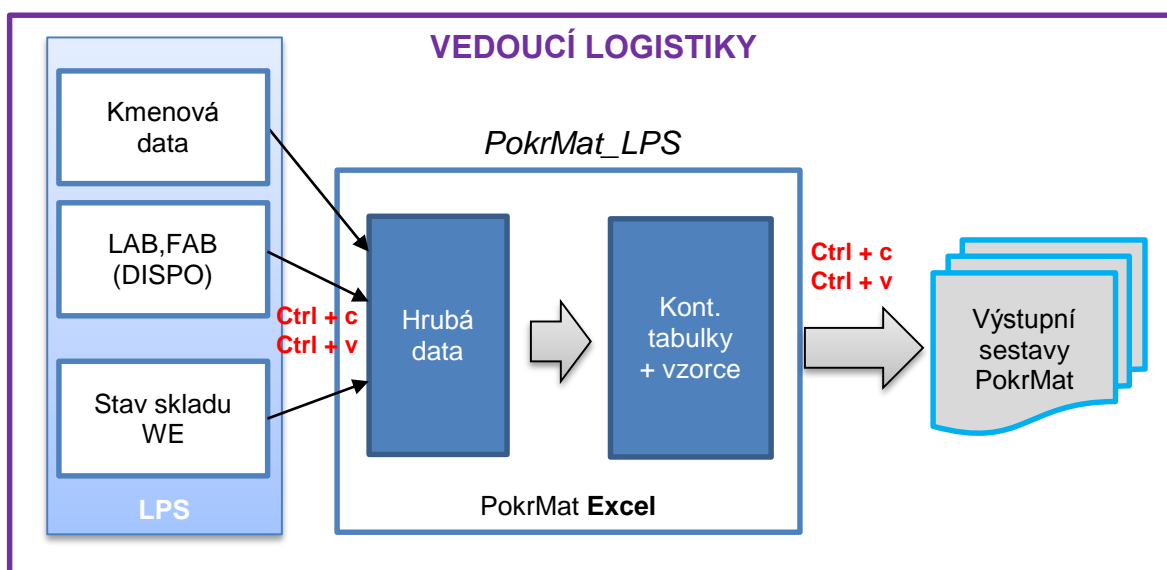 VEDOUCÍ LOGISTIKY
Kmenová
data
LAB,FAB
(DISPO)
Stav skladu
WE
LPS
PokrMat_LPS
Ctrl + c
Ctrl + v
Hrubá
data
Kont.
tabulky
+ vzorce
PokrMat Excel
Ctrl + c
Ctrl + v
Výstupní
sestavy
PokrMat